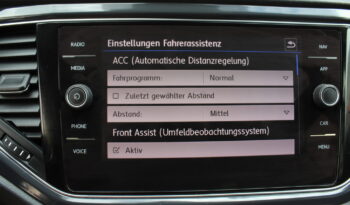 Einstellungen Fahrerassistenz
RADIO
NAV
ACC (Automatische Distanzregelung)
MEDIA
APP
Fahrprogramm: Normal
Zuletzt gewählter Abstand
Abstand: Mittel
PHONE
CAR
Front Assist (Umfeldbeobachtungssystem)
VOICE
MENU
Aktiv